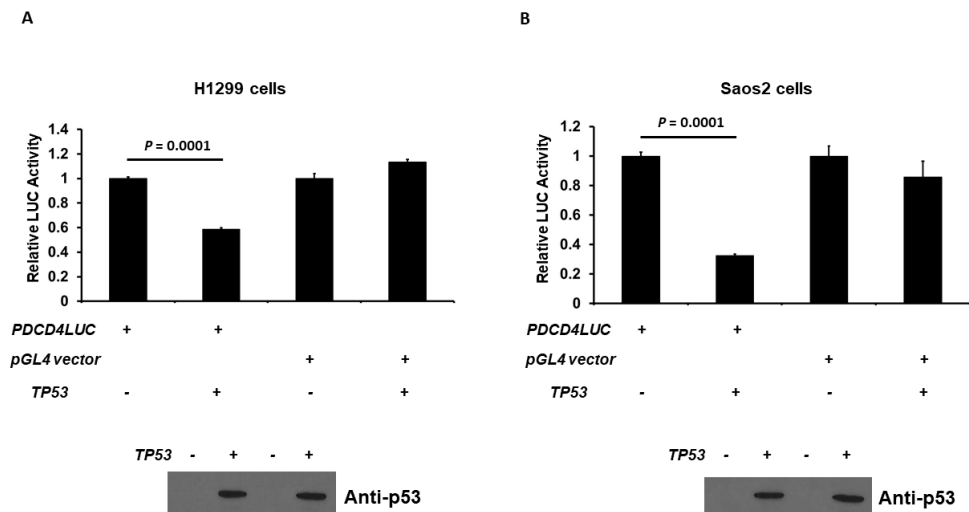 A
H1299 cells
1.4
1.2
1
0.8
0.6
0.4
0.2
0
Relative LUC Activity
P = 0.0001
PDCD4LUC + +
pGL4 vector + +
TP53 - + - +
TP53 - + - +
Anti-p53
B
Saos2 cells
1.2
1
0.8
0.6
0.4
0.2
0
Relative LUC Activity
P = 0.0001
PDCD4LUC + +
pGL4 vector + +
TP53 - + - +
TP53 - + - +
Anti-p53